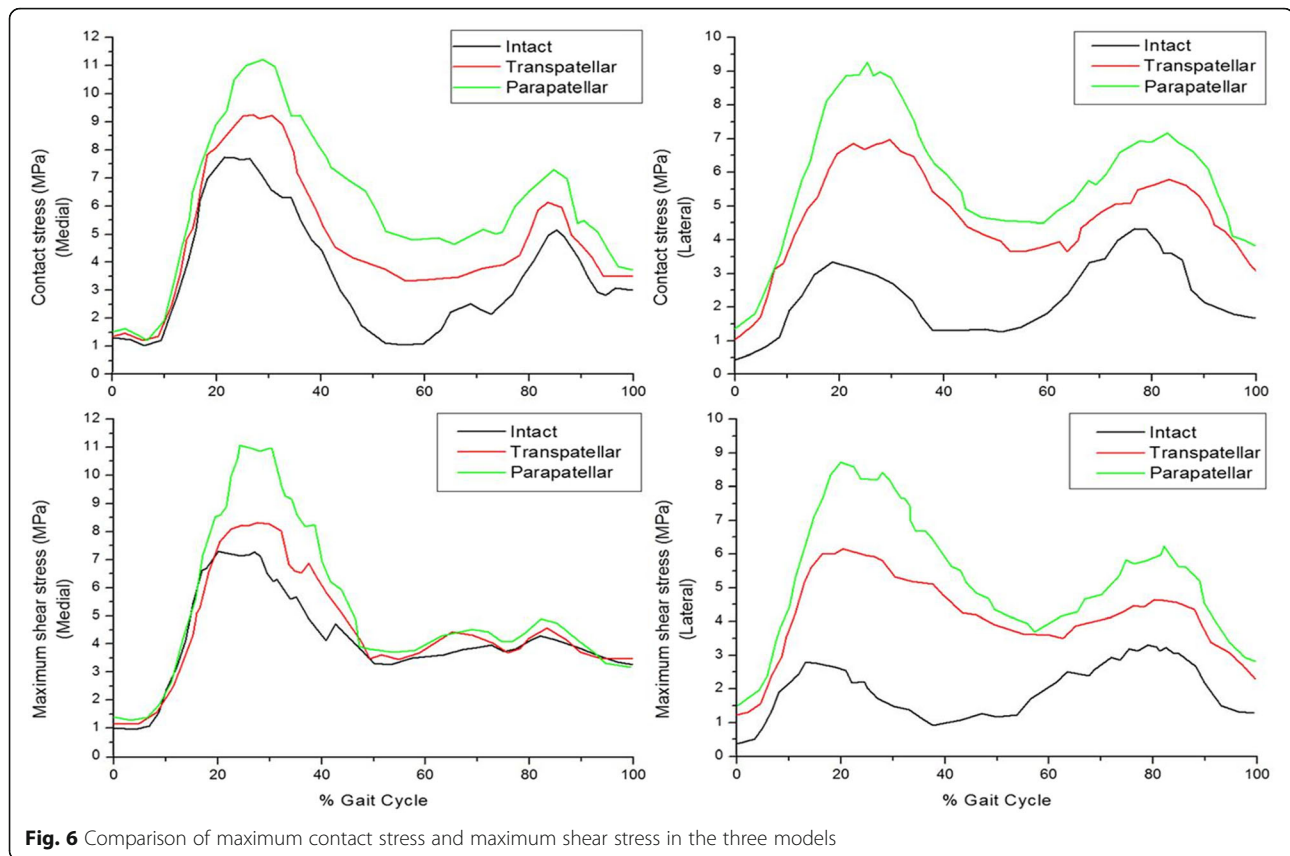 12
11
10
9
8
7
6
5
4
3
2
1
0
Contact stress (MPa)
(Medial)
Intact
Transpatellar
Parapatellar
0 20 40 60 80 100
10
9
8
7
6
5
4
3
2
1
0
Contact stress (MPa)
(Lateral)
Intact
Transpatellar
Parapatellar
0 20 40 60 80 100
12
11
10
9
8
7
6
5
4
3
2
1
0
Maximum shear stress (MPa)
(Medial)
Intact
Transpatellar
Parapatellar
0 20 40 60 80 100
% Gait Cycle
10
9
8
7
6
5
4
3
2
1
0
Maximum shear stress (MPa)
(Lateral)
Intact
Transpatellar
Parapatellar
0 20 40 60 80 100
% Gait Cycle
Fig. 6 Comparison of maximum contact stress and maximum shear stress in the three models